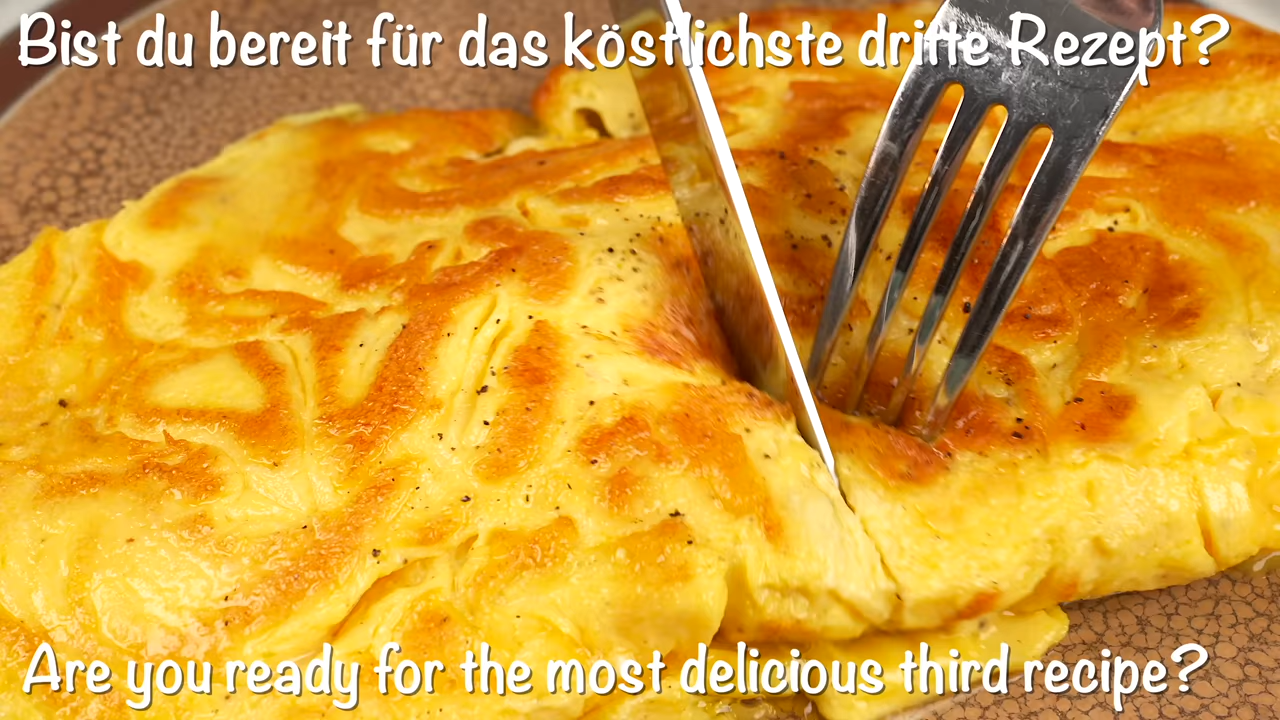 Bist du bereit für das köstlichste dritte Rezept?
Are you ready for the most delicious third recipe?